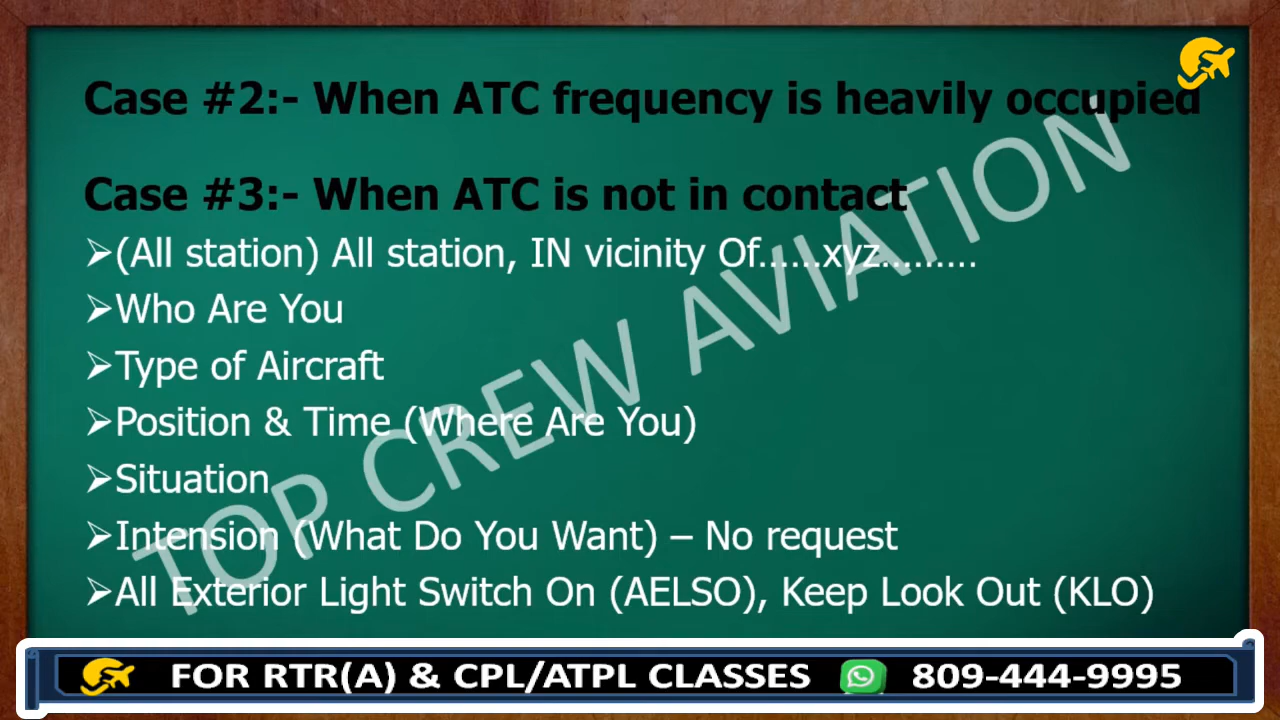 Case #2:- When ATC frequency is heavily occupied
Case #3:- When ATC is not in contact
➢(All station) All station, IN vicinity Of......xyz.........
➢Who Are You
➢Type of Aircraft
➢Position & Time (Where Are You)
➢Situation
➢Intension (What Do You Want) – No request
➢All Exterior Light Switch On (AELSO), Keep Look Out (KLO)
TOP CREW AVIATION
FOR RTR(A) & CPL/ATPL CLASSES 809-444-9995